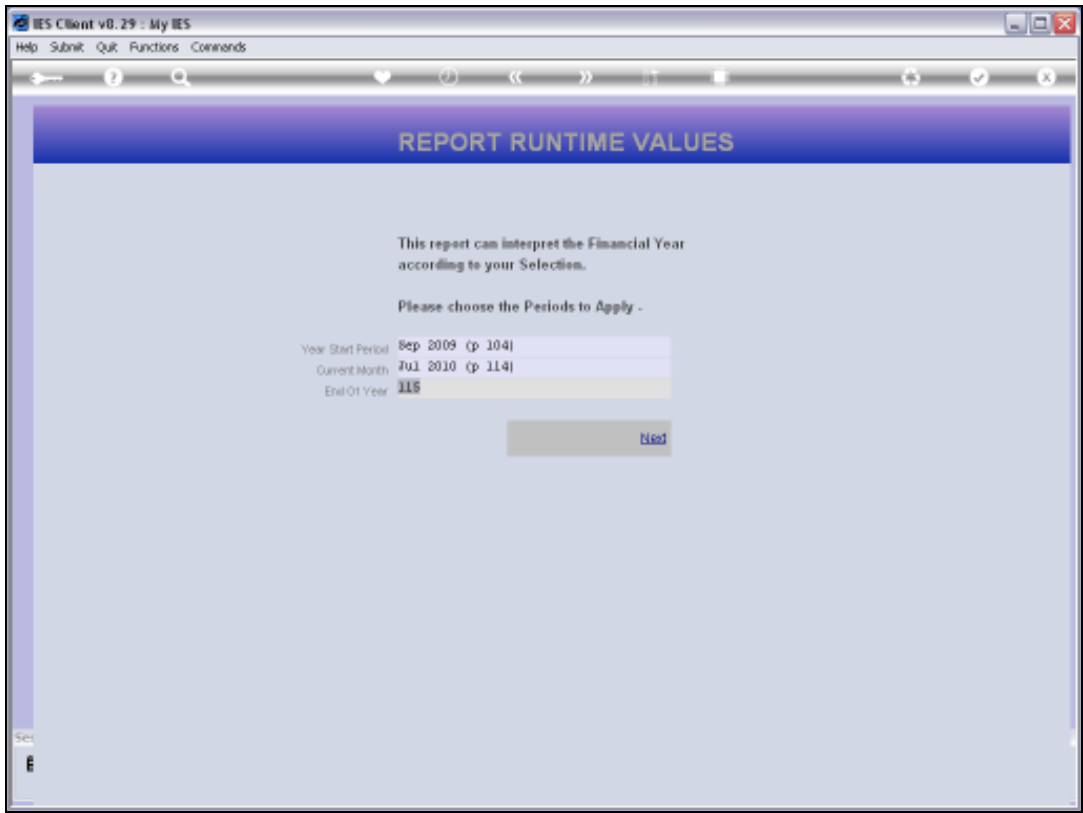 IES Client v8.29 : My IES
Help Submit Quit Functions Commands
REPORT RUNTIME VALUES
This report can interpret the Financial Year
according to your Selection.
Please choose the Periods to Apply -
Year Start Period Sep 2009 (p 104)
Current Month Jul 2010 (p 114)
End Of Year 115
Next
Ses
E